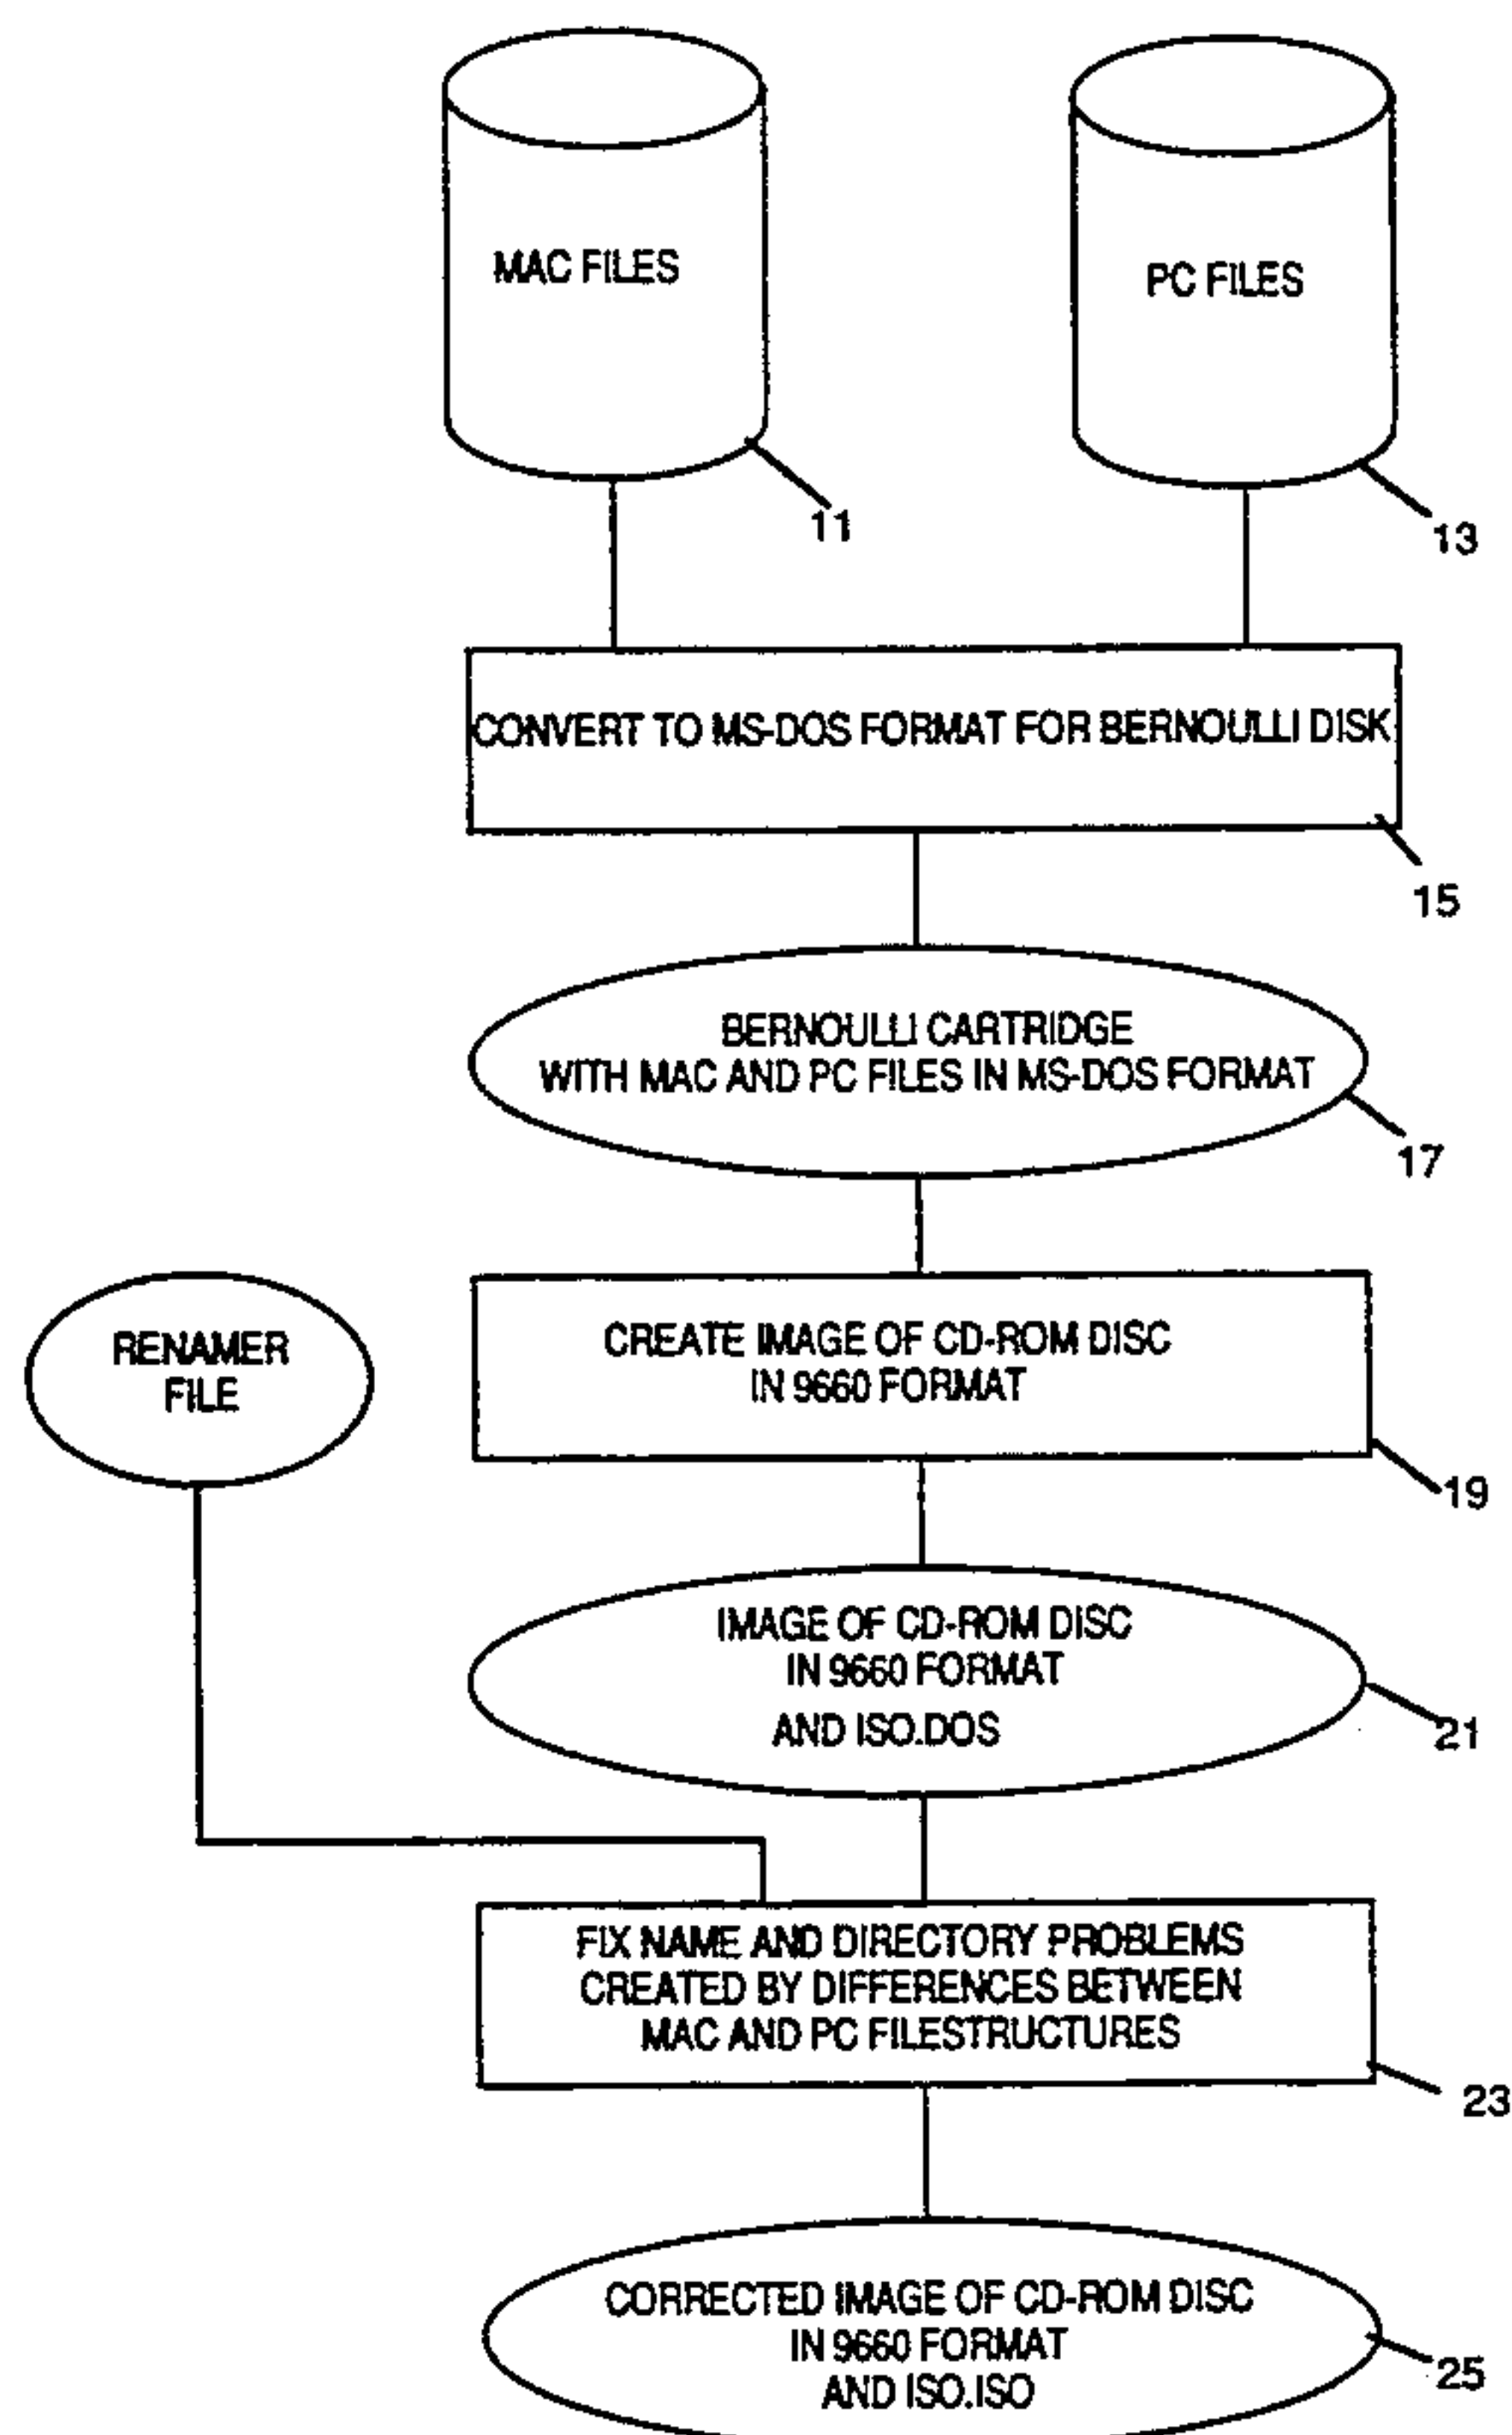 MAC FILES
PC FILES
11
13
CONVERT TO MS-DOS FORMAT FOR BERNOULLI DISK
15
BERNOULLI CARTRIDGE
WITH MAC AND PC FILES IN MS-DOS FORMAT
17
RENAMER
FILE
CREATE IMAGE OF CD-ROM DISC
IN 9660 FORMAT
19
IMAGE OF CD-ROM DISC
IN 9660 FORMAT
AND ISO.DOS
21
FIX NAME AND DIRECTORY PROBLEMS
CREATED BY DIFFERENCES BETWEEN
MAC AND PC FILESTRUCTURES
23
CORRECTED IMAGE OF CD-ROM DISC
IN 9660 FORMAT
AND ISO.ISO
25